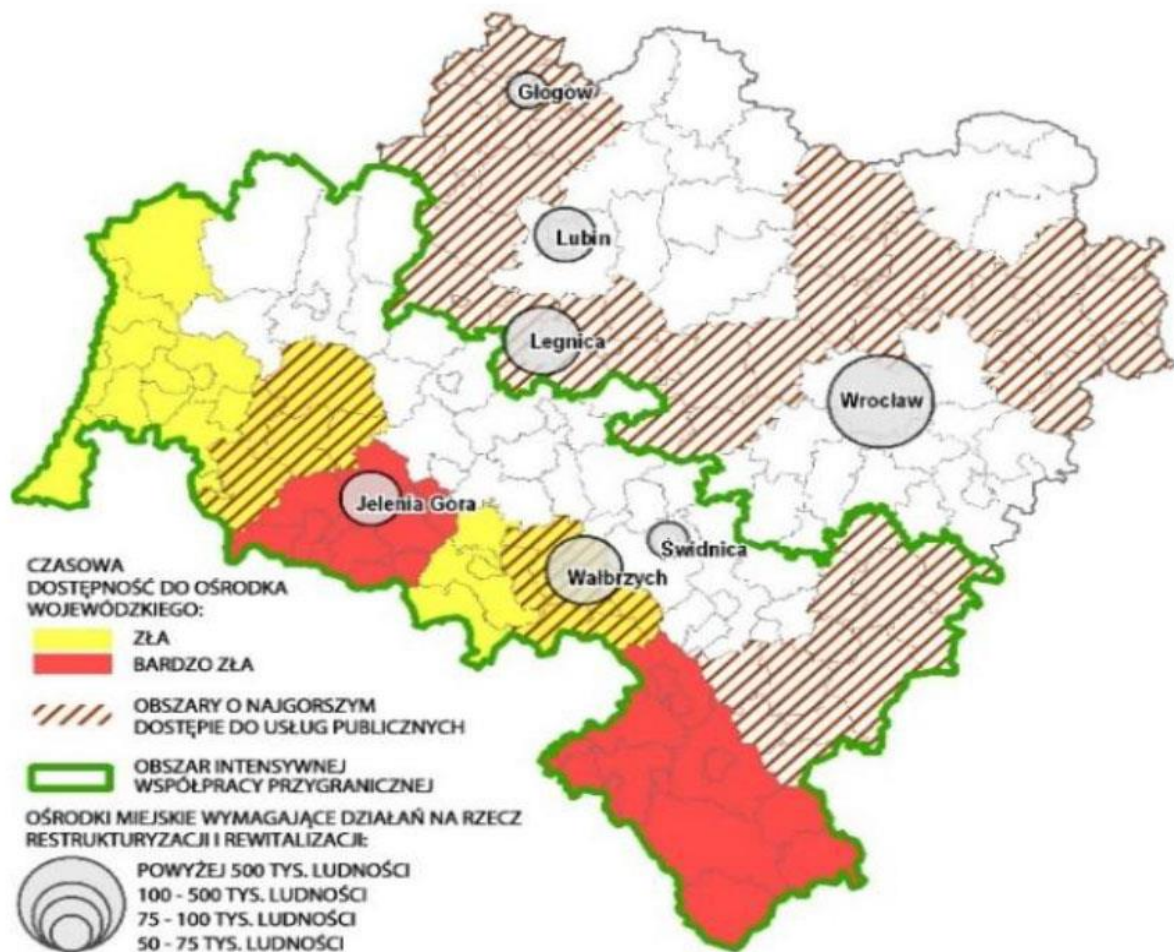 Głogow
Lubin
Legnica
Wrocław
Jelenia Gora
Świdnica
Wałbrzych
CZASOWA
DOSTĘPNOŚĆ DO OŚRODKA
WOJEWÓDZKIEGO:
ZŁA
BARDZO ZŁA
OBSZARY O NAJGORSZYM
DOSTĘPIE DO USŁUG PUBLICZNYCH
OBSZAR INTENSYWNEJ
WSPÓŁPRACY PRZYGRANICZNEJ
OŚRODKI MIEJSKIE WYMAGAJĄCE DZIAŁAŃ NA RZECZ
RESTRUKTURYZACJI I REWITALIZACJI:
POWYŻEJ 500 TYS. LUDNOŚCI
100 - 500 TYS. LUDNOŚCI
75 - 100 TYS. LUDNOŚCI
50 - 75 TYS. LUDNOŚCI